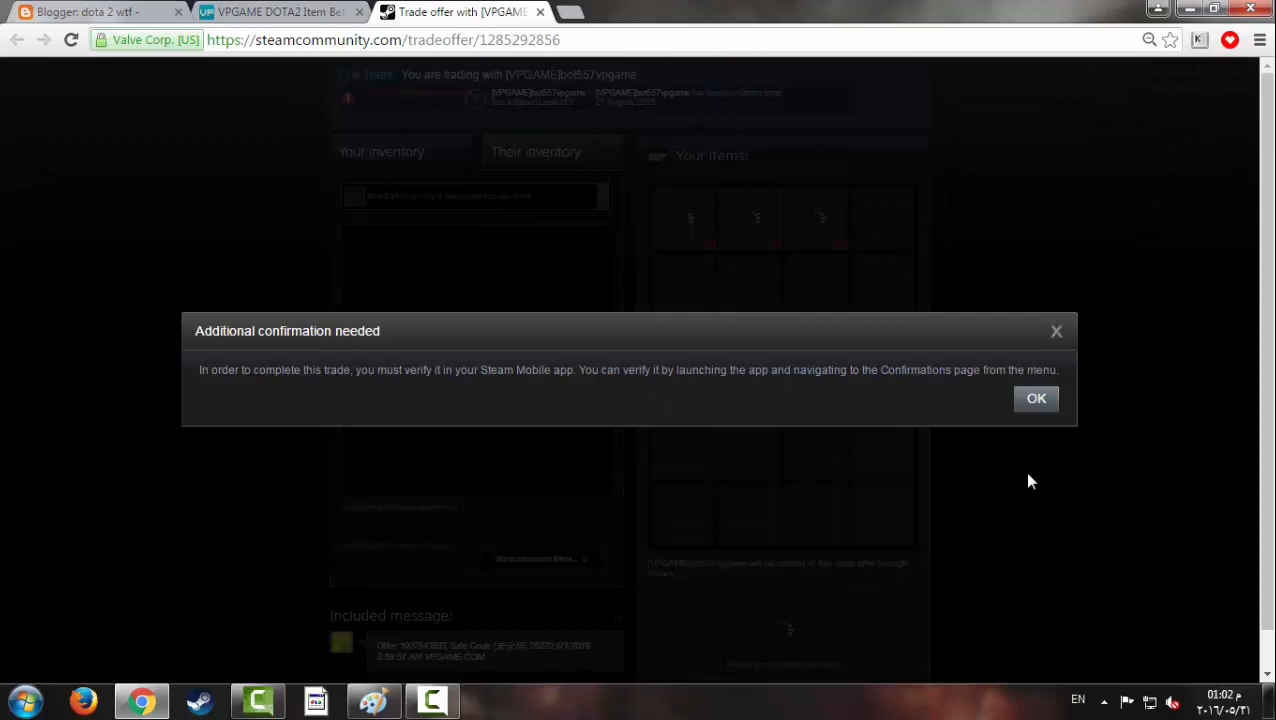 Blogger: dota 2 wtf -
VPGAME DOTA2 Item Bet
Trade offer with [VPGAME
Valve Corp. [US]
https://steamcommunity.com/tradeoffer/1285292856
You are trading with [VPGAME]bot557vpgame
Your inventory
Their inventory
Your items:
Additional confirmation needed
X
In order to complete this trade, you must verify it in your Steam Mobile app. You can verify it by launching the app and navigating to the Confirmations page from the menu.
OK
Included message:
EN
01:02 م
٢٠١٦/٠٥/٣١